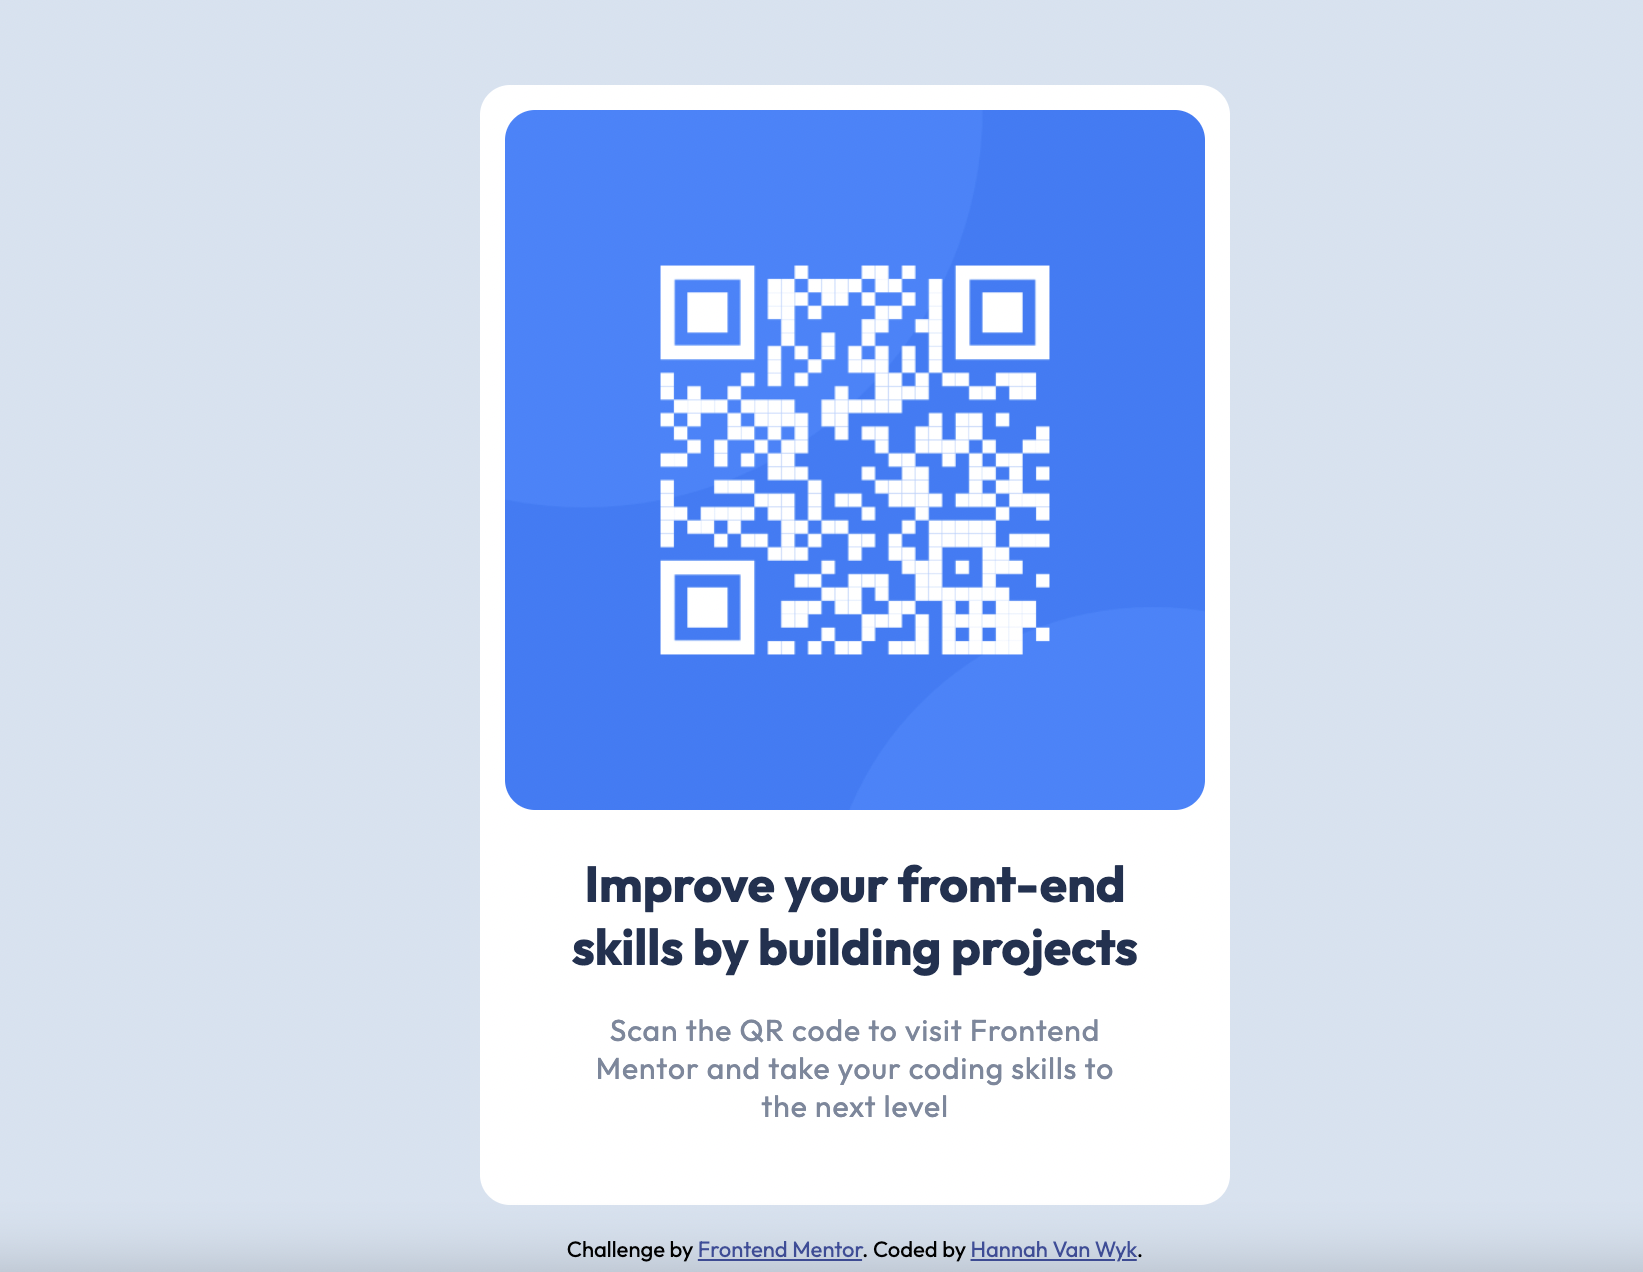 Improve your front-end
skills by building projects
Scan the QR code to visit Frontend
Mentor and take your coding skills to
the next level
Challenge by Frontend Mentor. Coded by Hannah Van Wyk.